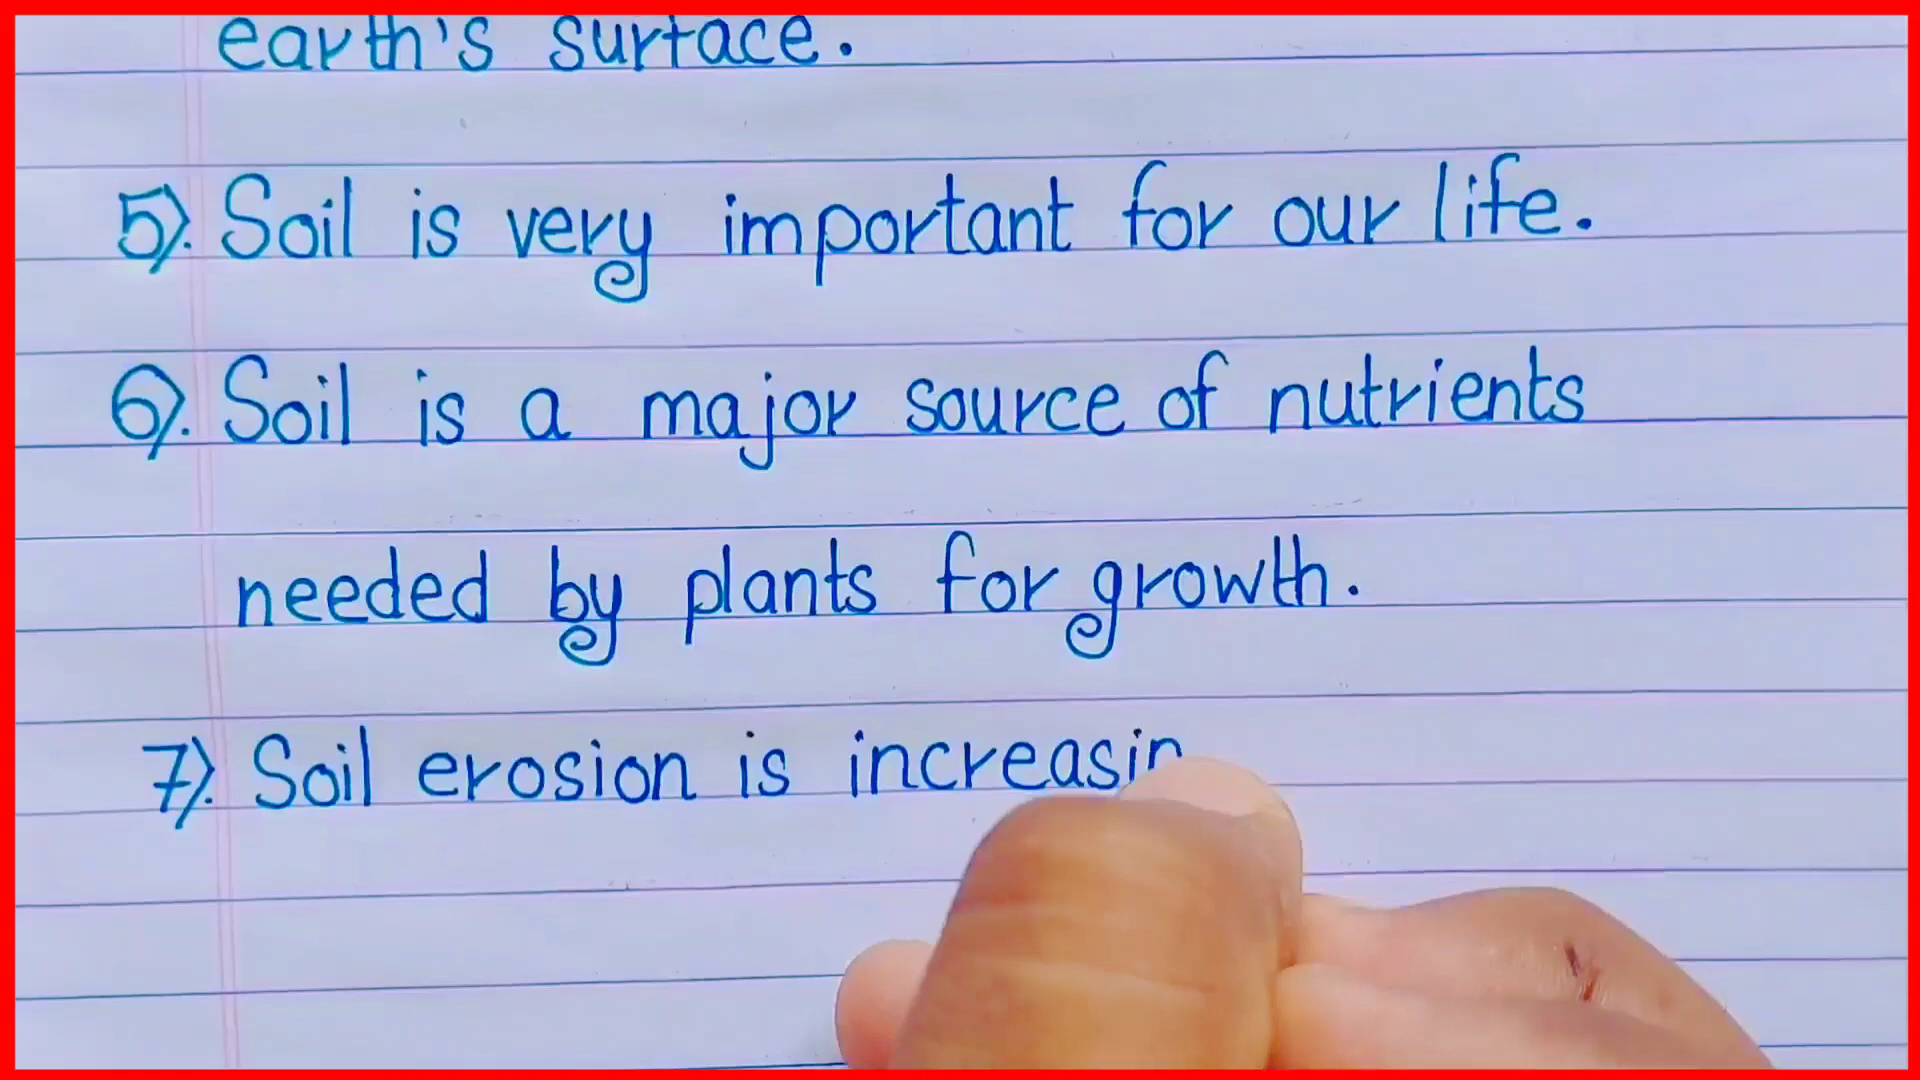 earth's surface.
5). Soil is very important for our life.
6). Soil is a major source of nutrients
needed by plants for growth.
7). Soil erosion is increasin